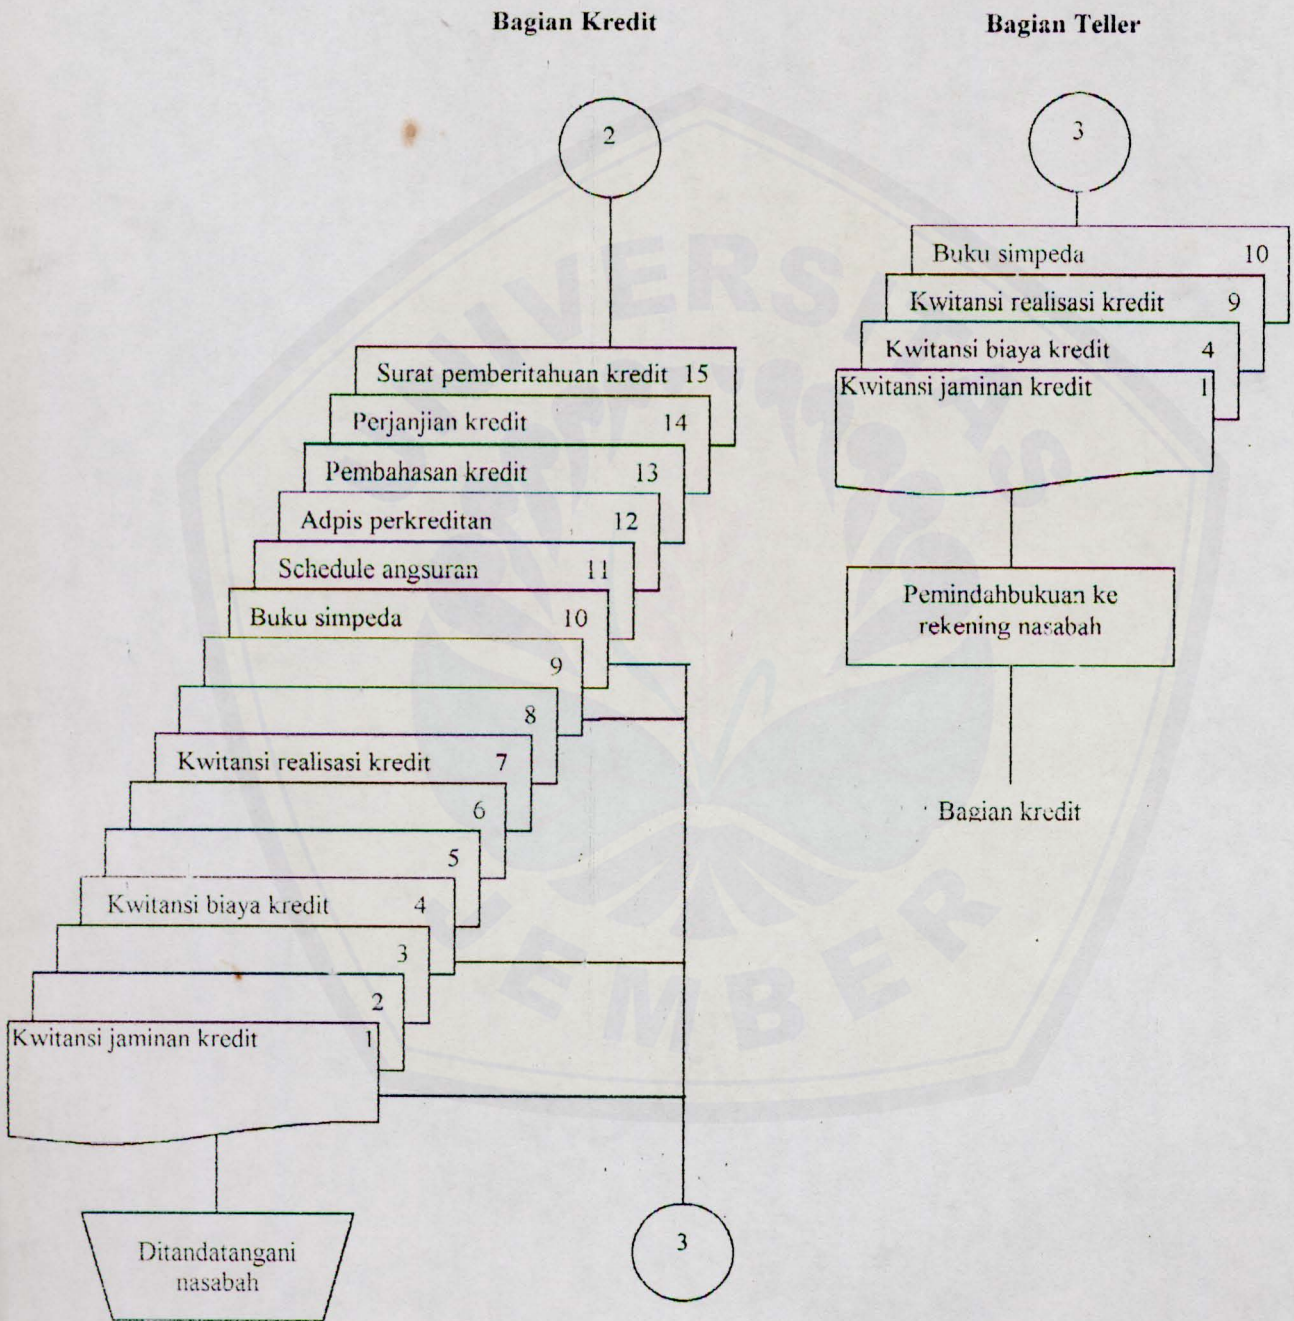 Bagian Kredit
Bagian Teller
2
Surat pemberitahuan kredit 15
Perjanjian kredit 14
Pembahasan kredit 13
Adpis perkreditan 12
Schedule angsuran 11
Buku simpeda 10
9
8
Kwitansi realisasi kredit 7
6
5
Kwitansi biaya kredit 4
3
2
Kwitansi jaminan kredit 1
Ditandatangani
nasabah
3
3
Buku simpeda 10
Kwitansi realisasi kredit 9
Kwitansi biaya kredit 4
Kwitansi jaminan kredit 1
Pemindahbukuan ke
rekening nasabah
Bagian kredit
UNIVERSITAS
JEMBER